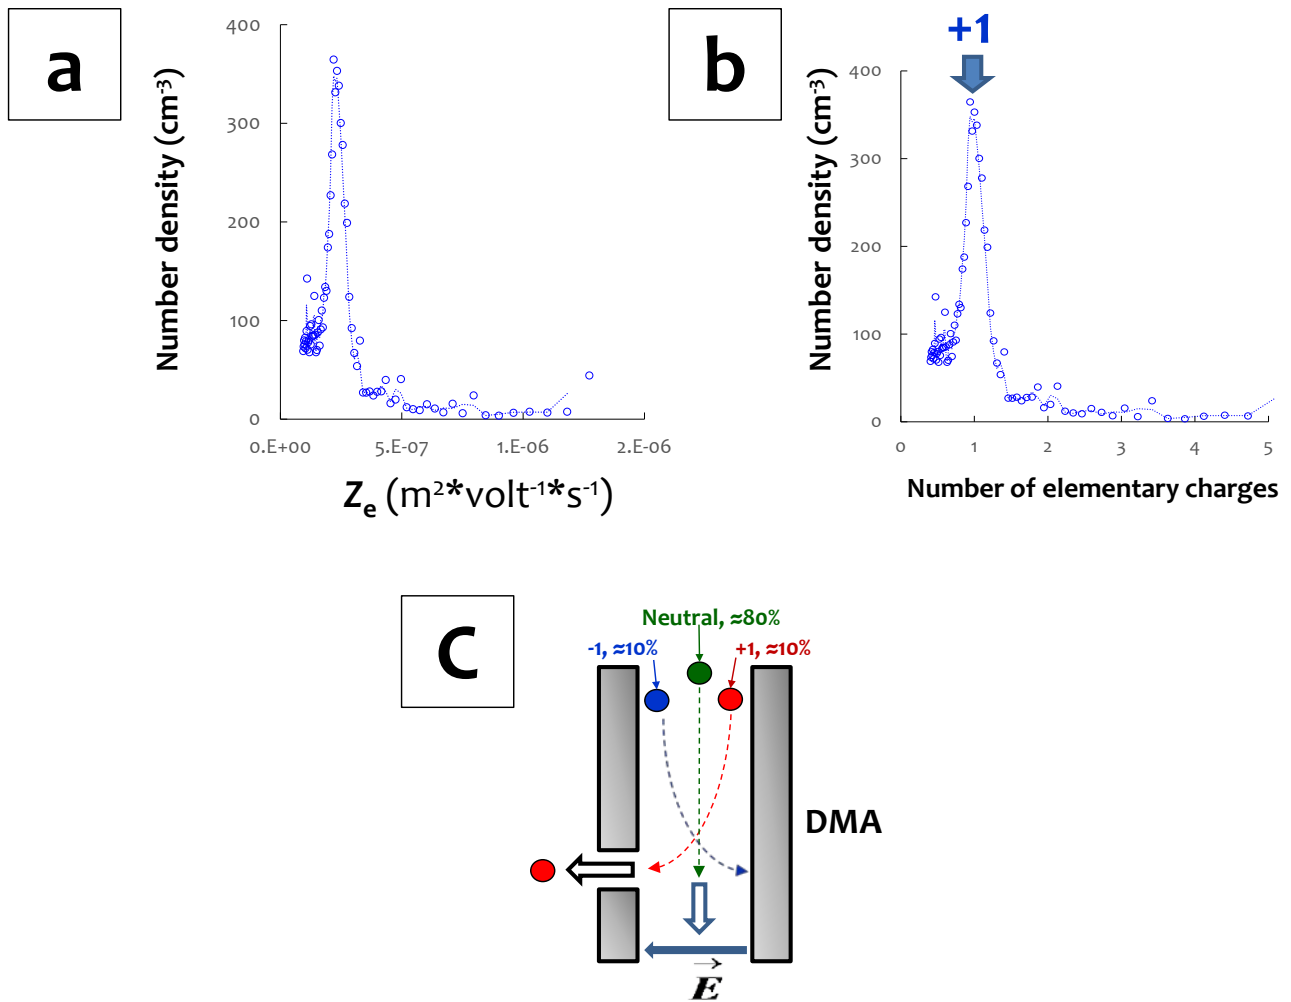 a
400
300
200
100
0
0.E+00 5.E-07 1.E-06 2.E-06
Number density (cm-3)
Ze (m2*volt-1*s-1)
b
+1
400
300
200
100
0
0 1 2 3 4 5
Number density (cm-3)
Number of elementary charges
C
Neutral, ≈80%
-1, ≈10% +1, ≈10%
DMA
E